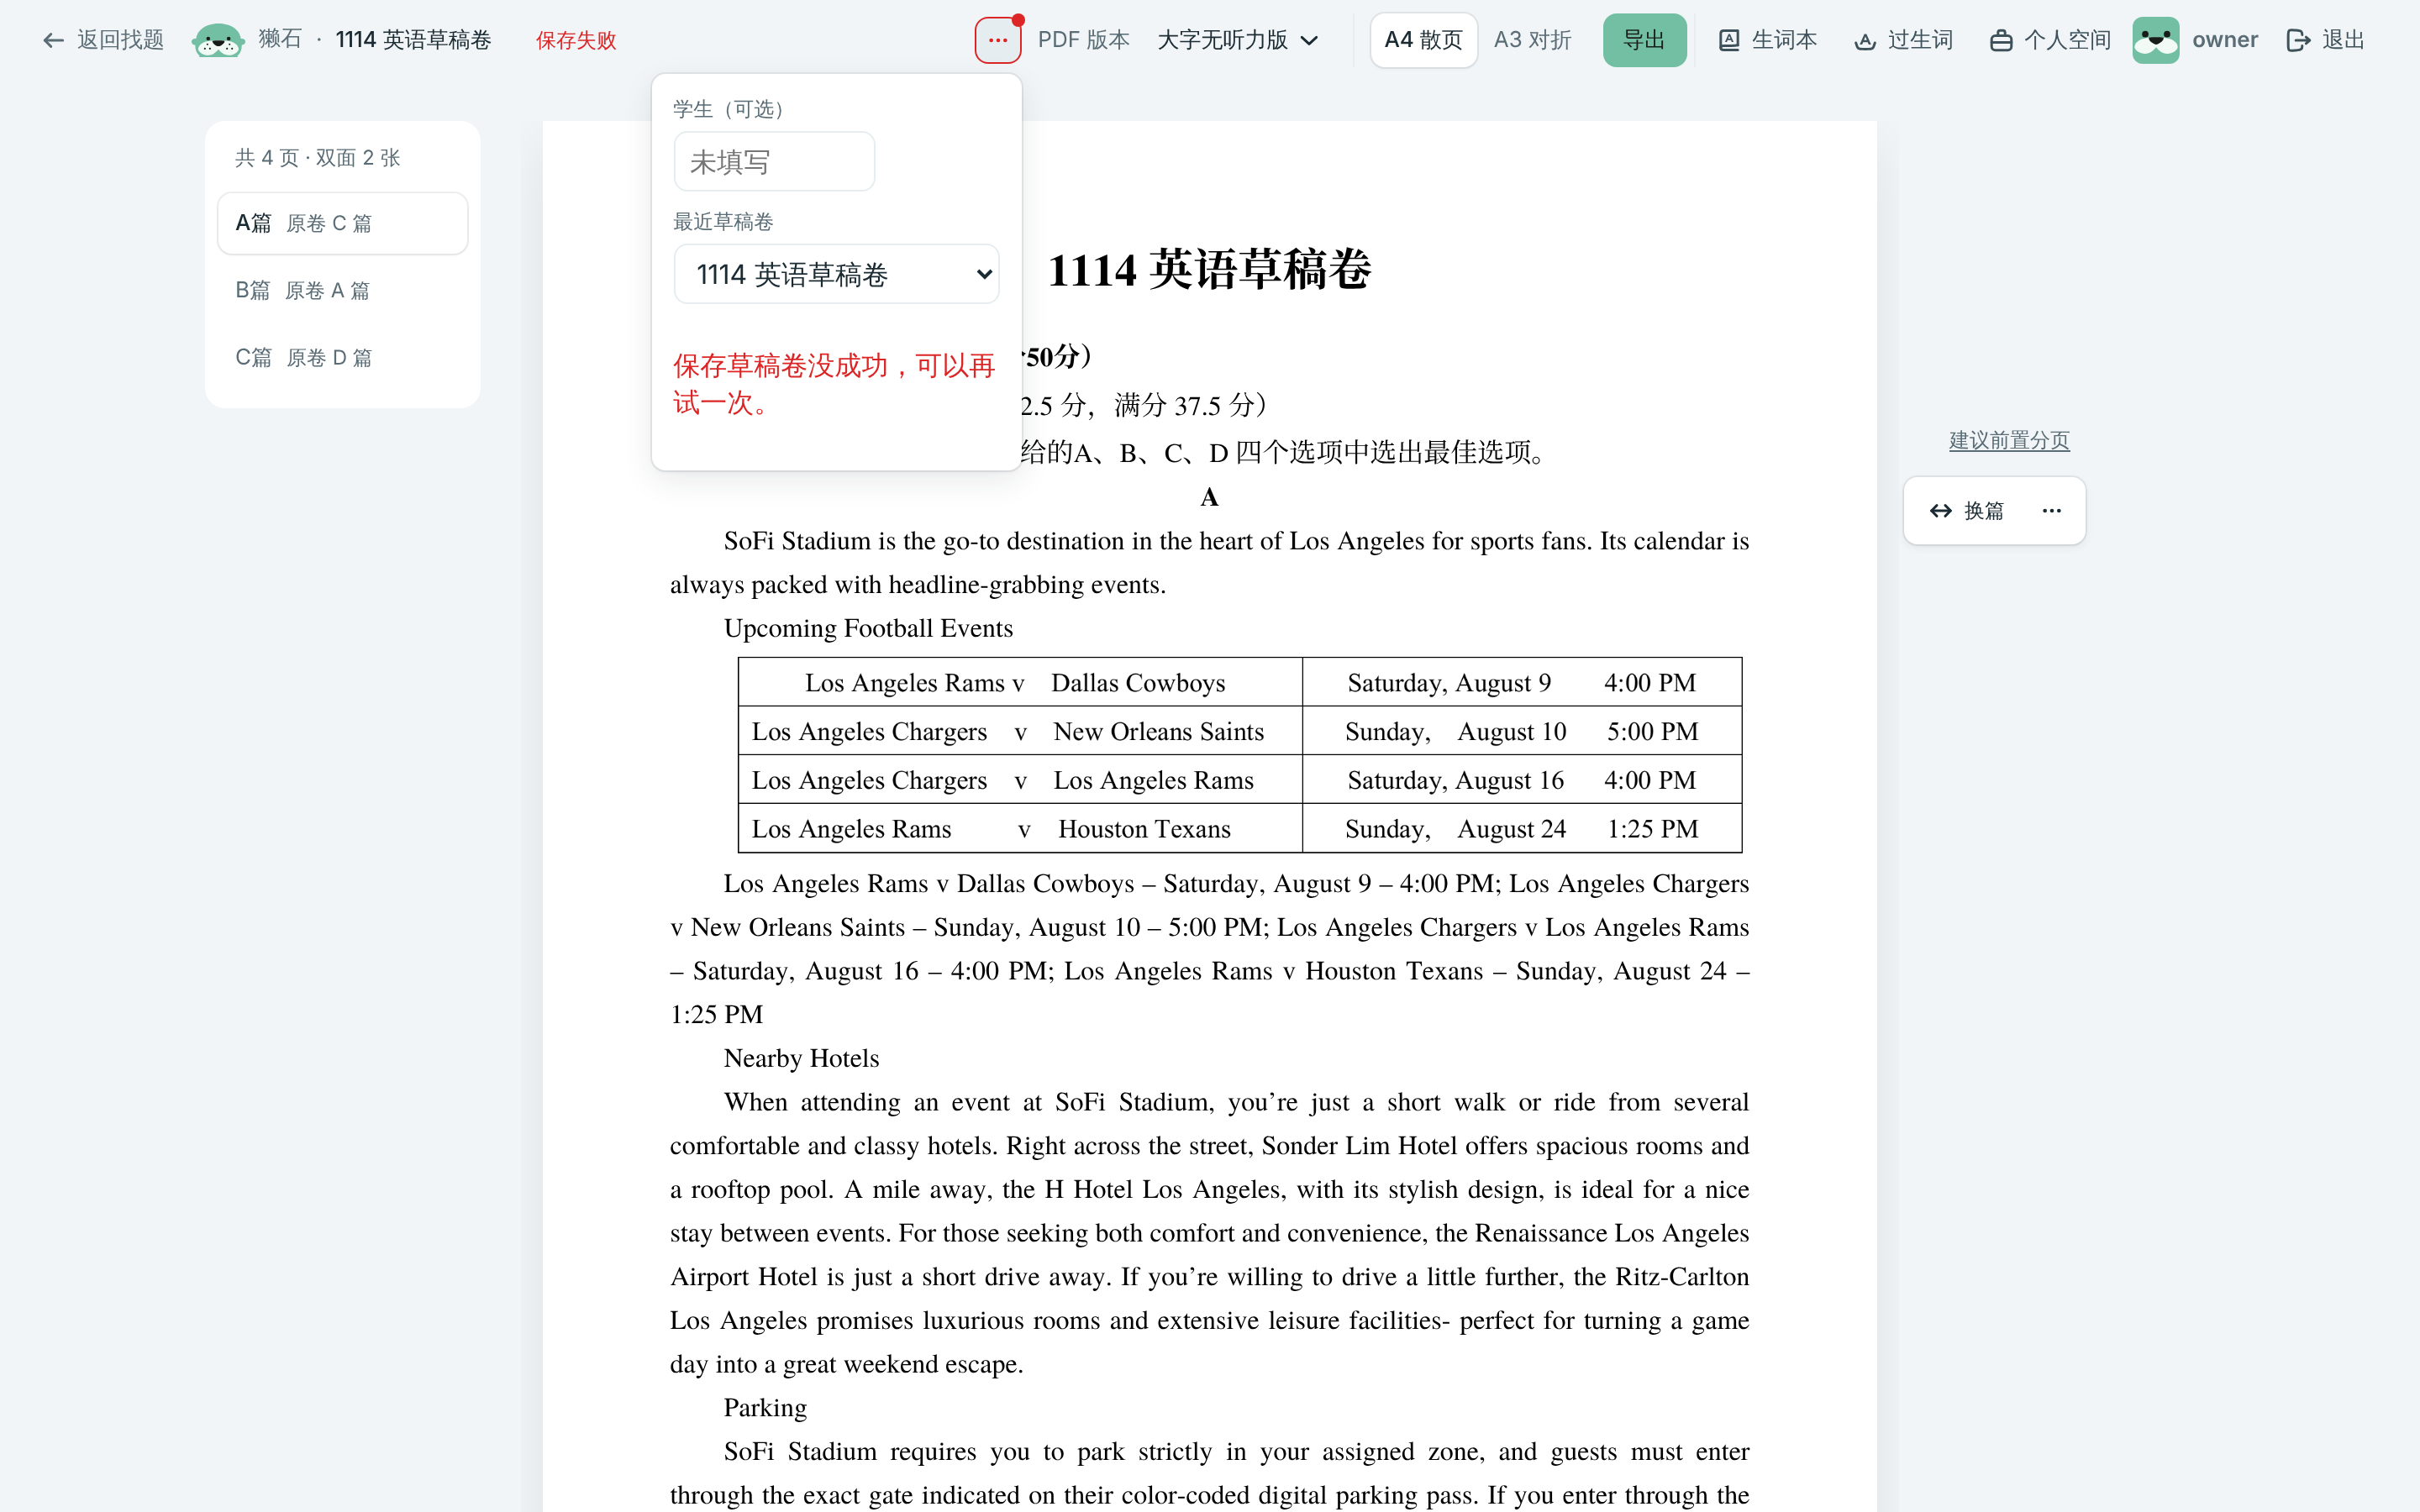 返回找题 獭石 · 1114 英语草稿卷 保存失败 ··· PDF 版本 大字无听力版 A4 散页 A3 对折 导出 生词本 过生词 个人空间 owner 退出
学生（可选）
未填写
最近草稿卷
1114 英语草稿卷
保存草稿卷没成功，可以再
试一次。
共 4 页 · 双面 2 张
A篇 原卷 C 篇
B篇 原卷 A 篇
C篇 原卷 D 篇
1114 英语草稿卷
50分）
2.5 分，满分 37.5 分）
给的A、B、C、D 四个选项中选出最佳选项。
建议前置分页
换篇 ···
A
SoFi Stadium is the go-to destination in the heart of Los Angeles for sports fans. Its calendar is
always packed with headline-grabbing events.
Upcoming Football Events
Los Angeles Rams v Dallas Cowboys Saturday, August 9 4:00 PM
Los Angeles Chargers v New Orleans Saints Sunday, August 10 5:00 PM
Los Angeles Chargers v Los Angeles Rams Saturday, August 16 4:00 PM
Los Angeles Rams v Houston Texans Sunday, August 24 1:25 PM
Los Angeles Rams v Dallas Cowboys – Saturday, August 9 – 4:00 PM; Los Angeles Chargers
v New Orleans Saints – Sunday, August 10 – 5:00 PM; Los Angeles Chargers v Los Angeles Rams
– Saturday, August 16 – 4:00 PM; Los Angeles Rams v Houston Texans – Sunday, August 24 –
1:25 PM
Nearby Hotels
When attending an event at SoFi Stadium, you’re just a short walk or ride from several
comfortable and classy hotels. Right across the street, Sonder Lim Hotel offers spacious rooms and
a rooftop pool. A mile away, the H Hotel Los Angeles, with its stylish design, is ideal for a nice
stay between events. For those seeking both comfort and convenience, the Renaissance Los Angeles
Airport Hotel is just a short drive away. If you’re willing to drive a little further, the Ritz-Carlton
Los Angeles promises luxurious rooms and extensive leisure facilities- perfect for turning a game
day into a great weekend escape.
Parking
SoFi Stadium requires you to park strictly in your assigned zone, and guests must enter
through the exact gate indicated on their color-coded digital parking pass. If you enter through the